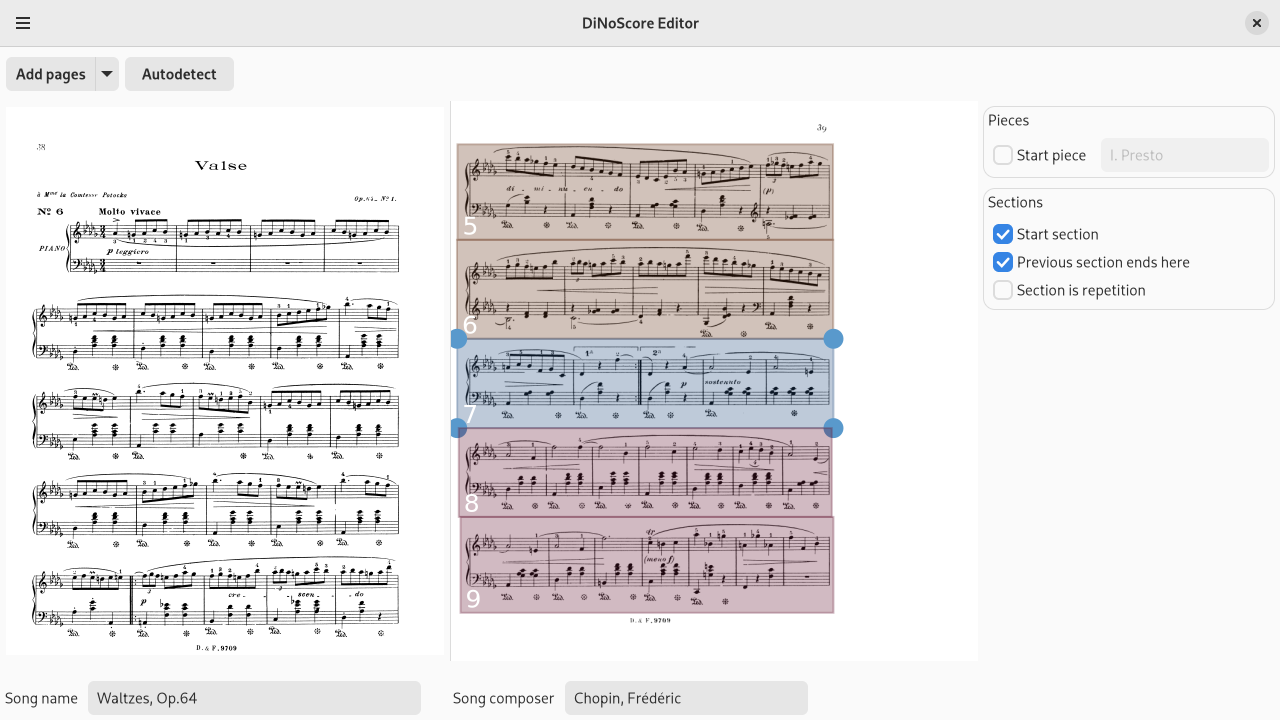 DiNoScore Editor
Add pages
Autodetect
38
Valse
à Mme la Comtesse Potocka
Op. 64. No 1.
No 6
Molto vivace
PIANO
p leggiero
cre - scen - do
p
D. & F. 9709
39
di - mi - nu - en - do
(p)
5
6
1a
2a
p
sostenuto
7
8
tr
(meno f)
9
D. & F. 9709
Pieces
Start piece
I. Presto
Sections
Start section
Previous section ends here
Section is repetition
Song name
Waltzes, Op.64
Song composer
Chopin, Frédéric